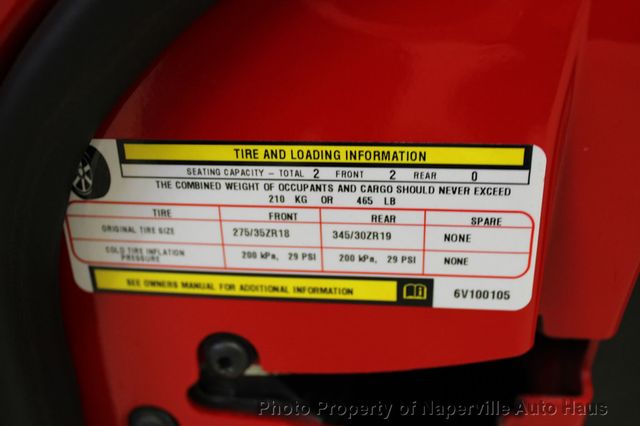 TIRE AND LOADING INFORMATION
SEATING CAPACITY - TOTAL 2 FRONT 2 REAR 0
THE COMBINED WEIGHT OF OCCUPANTS AND CARGO SHOULD NEVER EXCEED
210 KG OR 465 LB
TIRE FRONT REAR SPARE
ORIGINAL TIRE SIZE 275/35ZR18 345/30ZR19 NONE
COLD TIRE INFLATION
PRESSURE 200 kPa, 29 PSI 200 kPa, 29 PSI NONE
SEE OWNERS MANUAL FOR ADDITIONAL INFORMATION
6V100105
Photo Property of Naperville Auto Haus